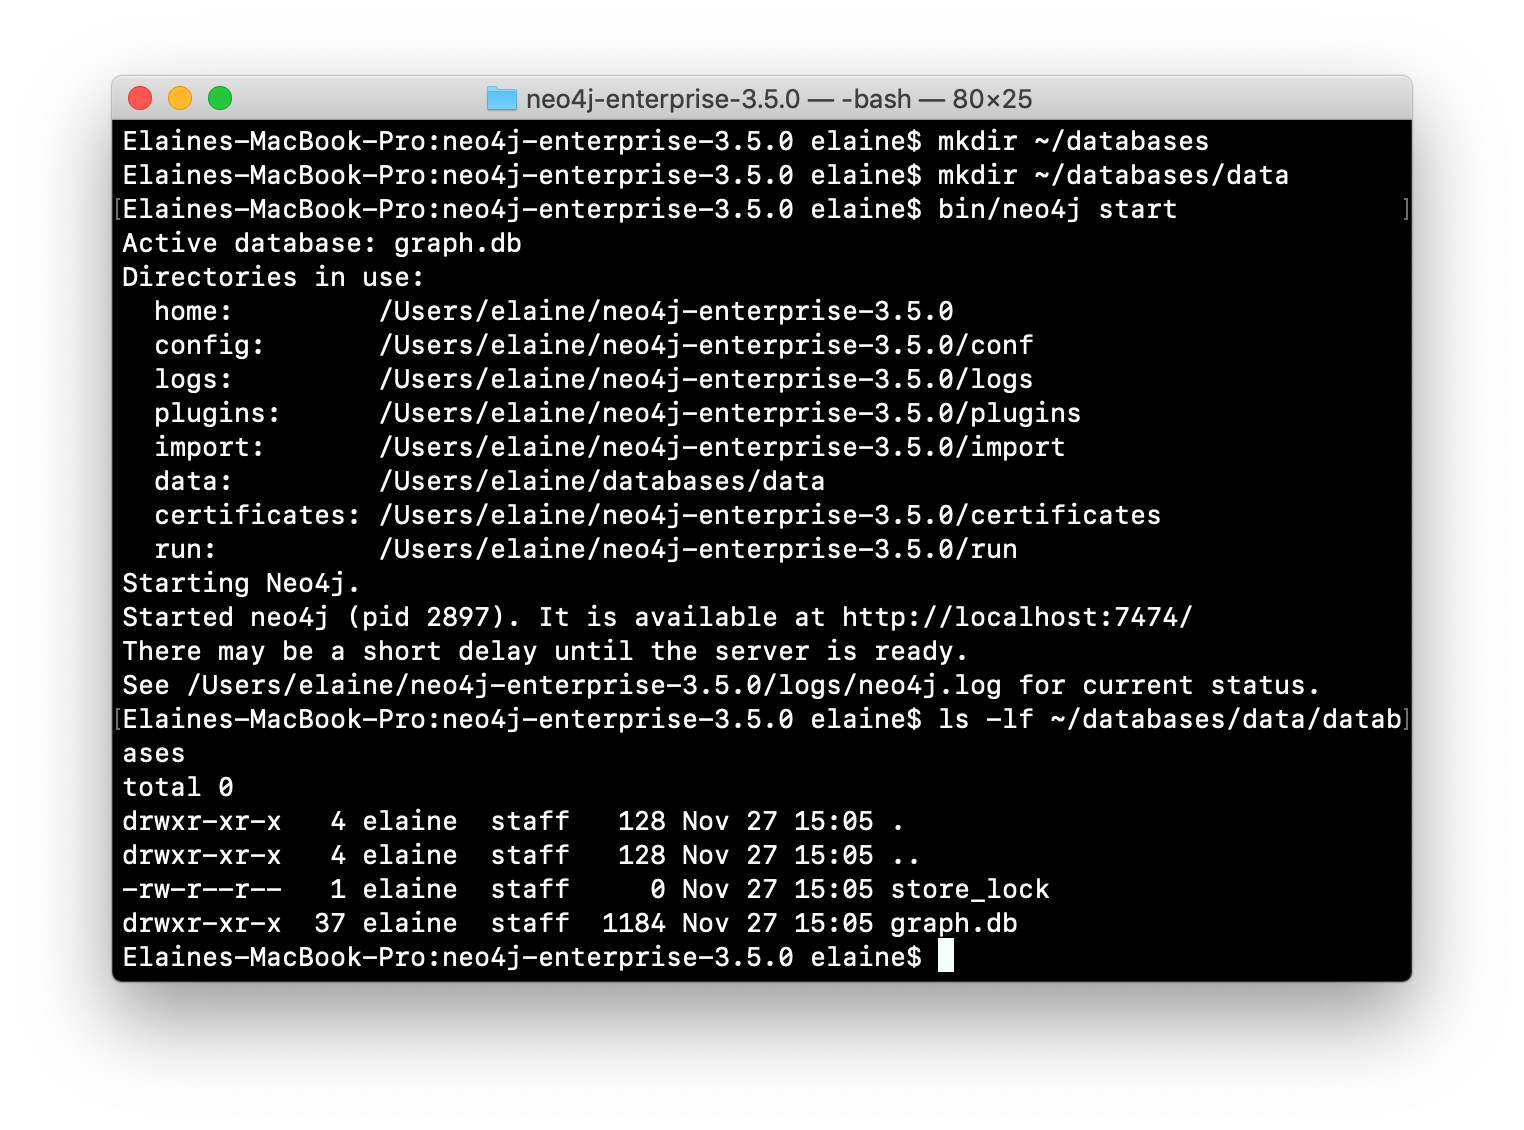 neo4j-enterprise-3.5.0 — -bash — 80×25
Elaines-MacBook-Pro:neo4j-enterprise-3.5.0 elaine$ mkdir ~/databases
Elaines-MacBook-Pro:neo4j-enterprise-3.5.0 elaine$ mkdir ~/databases/data
[Elaines-MacBook-Pro:neo4j-enterprise-3.5.0 elaine$ bin/neo4j start ]
Active database: graph.db
Directories in use:
  home:         /Users/elaine/neo4j-enterprise-3.5.0
  config:       /Users/elaine/neo4j-enterprise-3.5.0/conf
  logs:         /Users/elaine/neo4j-enterprise-3.5.0/logs
  plugins:      /Users/elaine/neo4j-enterprise-3.5.0/plugins
  import:       /Users/elaine/neo4j-enterprise-3.5.0/import
  data:         /Users/elaine/databases/data
  certificates: /Users/elaine/neo4j-enterprise-3.5.0/certificates
  run:          /Users/elaine/neo4j-enterprise-3.5.0/run
Starting Neo4j.
Started neo4j (pid 2897). It is available at http://localhost:7474/
There may be a short delay until the server is ready.
See /Users/elaine/neo4j-enterprise-3.5.0/logs/neo4j.log for current status.
[Elaines-MacBook-Pro:neo4j-enterprise-3.5.0 elaine$ ls -lf ~/databases/data/datab]
ases
total 0
drwxr-xr-x   4 elaine  staff   128 Nov 27 15:05 .
drwxr-xr-x   4 elaine  staff   128 Nov 27 15:05 ..
-rw-r--r--   1 elaine  staff     0 Nov 27 15:05 store_lock
drwxr-xr-x  37 elaine  staff  1184 Nov 27 15:05 graph.db
Elaines-MacBook-Pro:neo4j-enterprise-3.5.0 elaine$